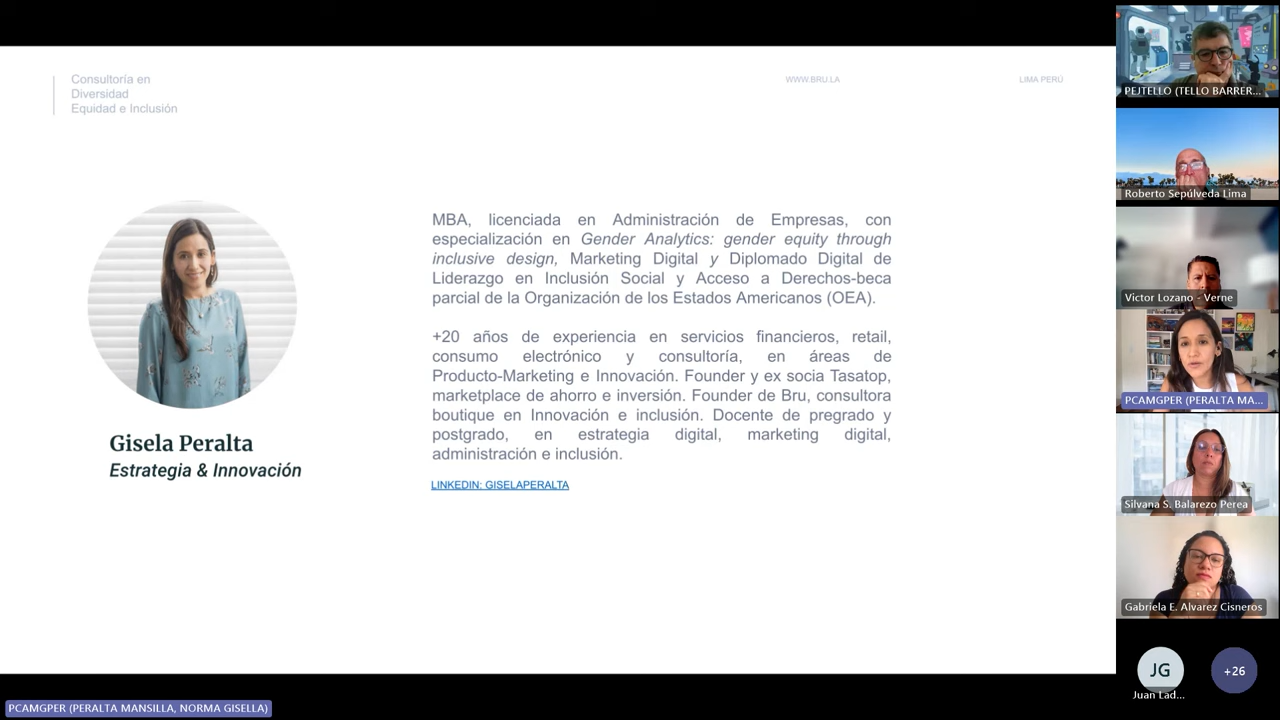 Consultoría en
Diversidad
Equidad e Inclusión
WWW.BRU.LA
LIMA PERÚ
MBA, licenciada en Administración de Empresas, con
especialización en Gender Analytics: gender equity through
inclusive design, Marketing Digital y Diplomado Digital de
Liderazgo en Inclusión Social y Acceso a Derechos-beca
parcial de la Organización de los Estados Americanos (OEA).
+20 años de experiencia en servicios financieros, retail,
consumo electrónico y consultoría, en áreas de
Producto-Marketing e Innovación. Founder y ex socia Tasatop,
marketplace de ahorro e inversión. Founder de Bru, consultora
boutique en Innovación e inclusión. Docente de pregrado y
postgrado, en estrategia digital, marketing digital,
administración e inclusión.
LINKEDIN: GISELAPERALTA
Gisela Peralta
Estrategia & Innovación
PEJTELLO (TELLO BARRER...
Roberto Sepúlveda Lima
Victor Lozano - Verne
PCAMGPER (PERALTA MA...
Silvana S. Balarezo Perea
Gabriela E. Alvarez Cisneros
JG
Juan Lad...
+26
PCAMGPER (PERALTA MANSILLA, NORMA GISELLA)